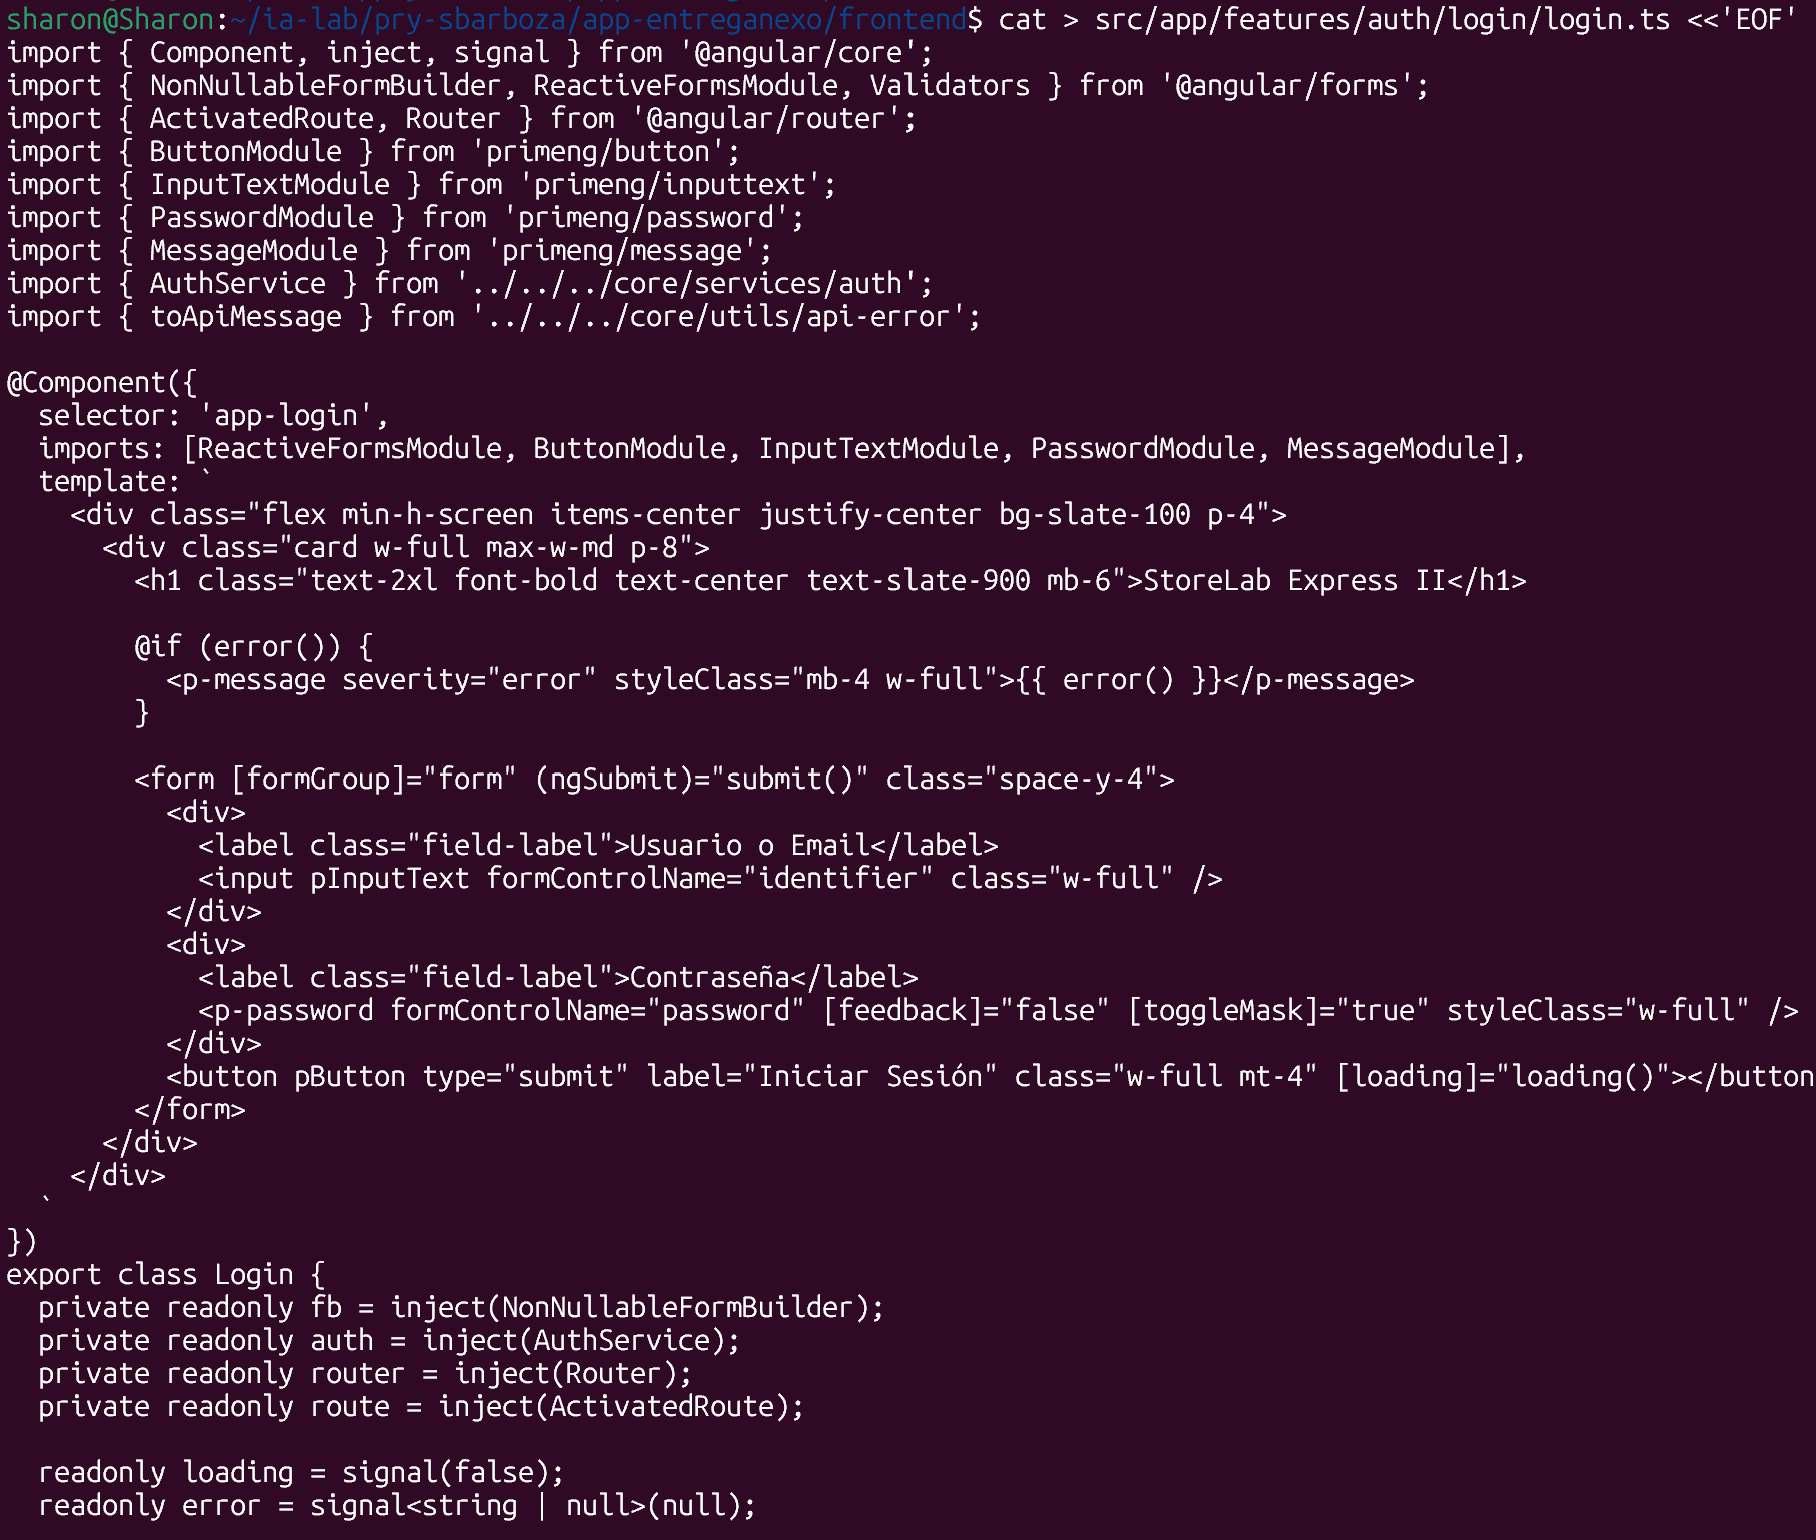 sharon@Sharon:~/ia-lab/pry-sbarboza/app-entreganexo/frontend$ cat > src/app/features/auth/login/login.ts <<'EOF'
import { Component, inject, signal } from '@angular/core';
import { NonNullableFormBuilder, ReactiveFormsModule, Validators } from '@angular/forms';
import { ActivatedRoute, Router } from '@angular/router';
import { ButtonModule } from 'primeng/button';
import { InputTextModule } from 'primeng/inputtext';
import { PasswordModule } from 'primeng/password';
import { MessageModule } from 'primeng/message';
import { AuthService } from '../../../core/services/auth';
import { toApiMessage } from '../../../core/utils/api-error';

@Component({
  selector: 'app-login',
  imports: [ReactiveFormsModule, ButtonModule, InputTextModule, PasswordModule, MessageModule],
  template: `
    <div class="flex min-h-screen items-center justify-center bg-slate-100 p-4">
      <div class="card w-full max-w-md p-8">
        <h1 class="text-2xl font-bold text-center text-slate-900 mb-6">StoreLab Express II</h1>

        @if (error()) {
          <p-message severity="error" styleClass="mb-4 w-full">{{ error() }}</p-message>
        }

        <form [formGroup]="form" (ngSubmit)="submit()" class="space-y-4">
          <div>
            <label class="field-label">Usuario o Email</label>
            <input pInputText formControlName="identifier" class="w-full" />
          </div>
          <div>
            <label class="field-label">Contraseña</label>
            <p-password formControlName="password" [feedback]="false" [toggleMask]="true" styleClass="w-full" />
          </div>
          <button pButton type="submit" label="Iniciar Sesión" class="w-full mt-4" [loading]="loading()"></button
        </form>
      </div>
    </div>
  `
})
export class Login {
  private readonly fb = inject(NonNullableFormBuilder);
  private readonly auth = inject(AuthService);
  private readonly router = inject(Router);
  private readonly route = inject(ActivatedRoute);

  readonly loading = signal(false);
  readonly error = signal<string | null>(null);